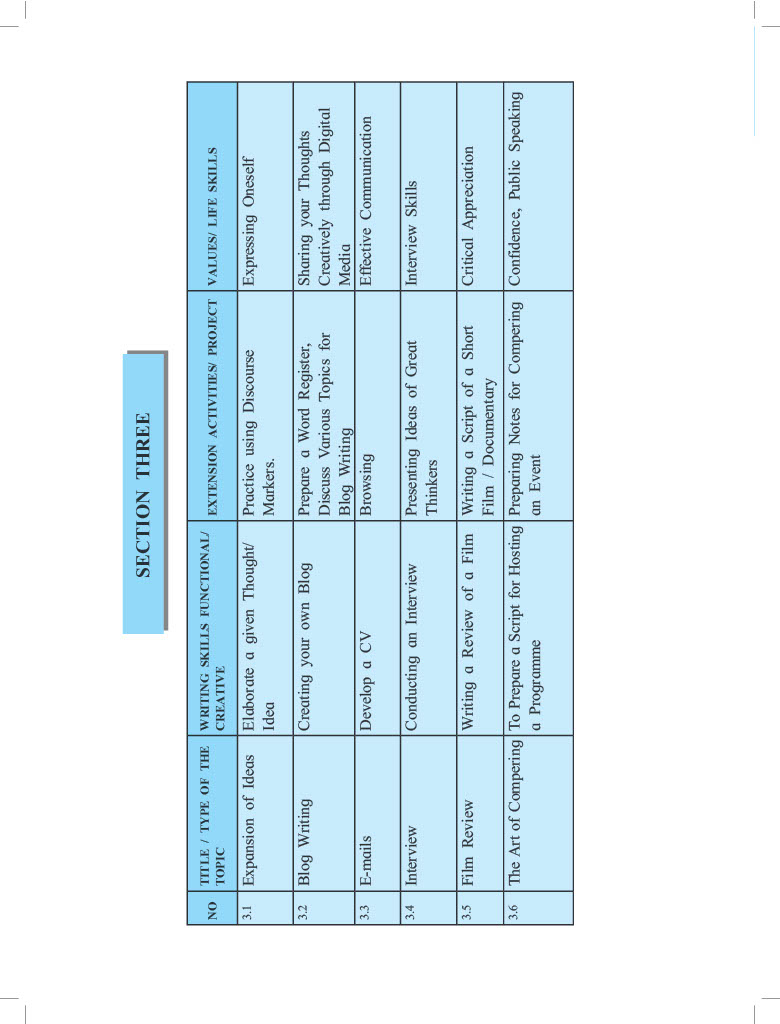 SECTION THREE
NO
TITLE / TYPE OF THE
TOPIC
WRITING SKILLS FUNCTIONAL/
CREATIVE
EXTENSION ACTIVITIES/ PROJECT
VALUES/ LIFE SKILLS
3.1
Expansion of Ideas
Elaborate a given Thought/
Idea
Practice using Discourse
Markers.
Expressing Oneself
3.2
Blog Writing
Creating your own Blog
Prepare a Word Register,
Discuss Various Topics for
Blog Writing
Sharing your Thoughts
Creatively through Digital
Media
3.3
E-mails
Develop a CV
Browsing
Effective Communication
3.4
Interview
Conducting an Interview
Presenting Ideas of Great
Thinkers
Interview Skills
3.5
Film Review
Writing a Review of a Film
Writing a Script of a Short
Film / Documentary
Critical Appreciation
3.6
The Art of Compering
To Prepare a Script for Hosting
a Programme
Preparing Notes for Compering
an Event
Confidence, Public Speaking